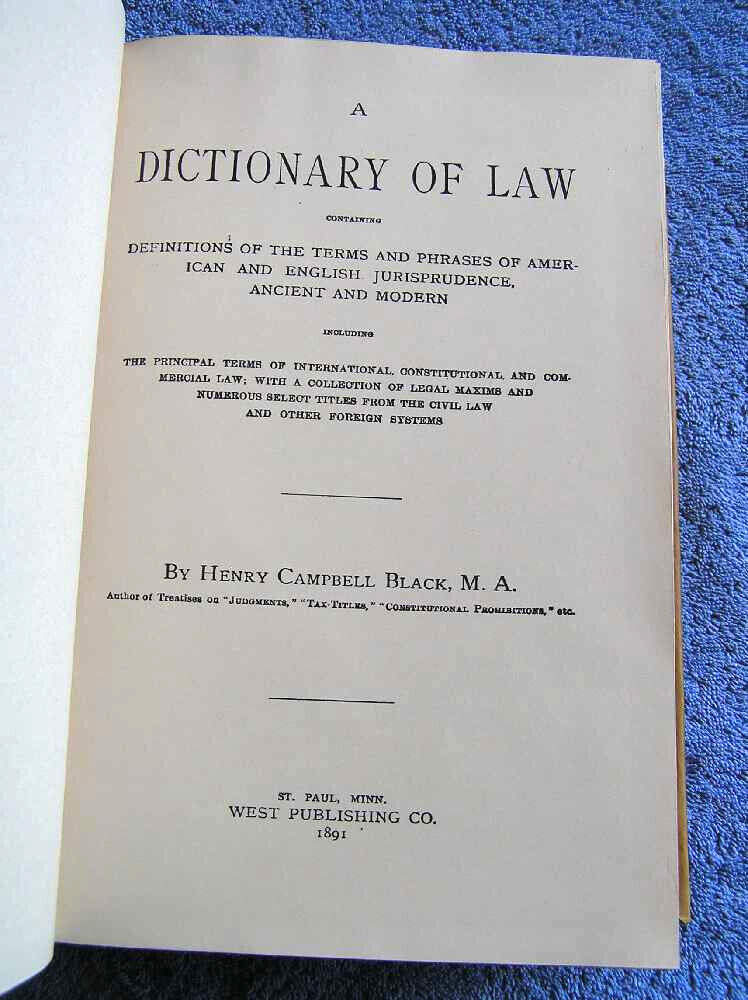 A
DICTIONARY OF LAW
CONTAINING
DEFINITIONS OF THE TERMS AND PHRASES OF AMER-
ICAN AND ENGLISH JURISPRUDENCE,
ANCIENT AND MODERN
INCLUDING
THE PRINCIPAL TERMS OF INTERNATIONAL, CONSTITUTIONAL, AND COM-
MERCIAL LAW; WITH A COLLECTION OF LEGAL MAXIMS AND
NUMEROUS SELECT TITLES FROM THE CIVIL LAW
AND OTHER FOREIGN SYSTEMS
BY HENRY CAMPBELL BLACK, M. A.
Author of Treatises on "JUDGMENTS," "TAX-TITLES," "CONSTITUTIONAL PROHIBITIONS," etc.
ST. PAUL, MINN.
WEST PUBLISHING CO.
1891